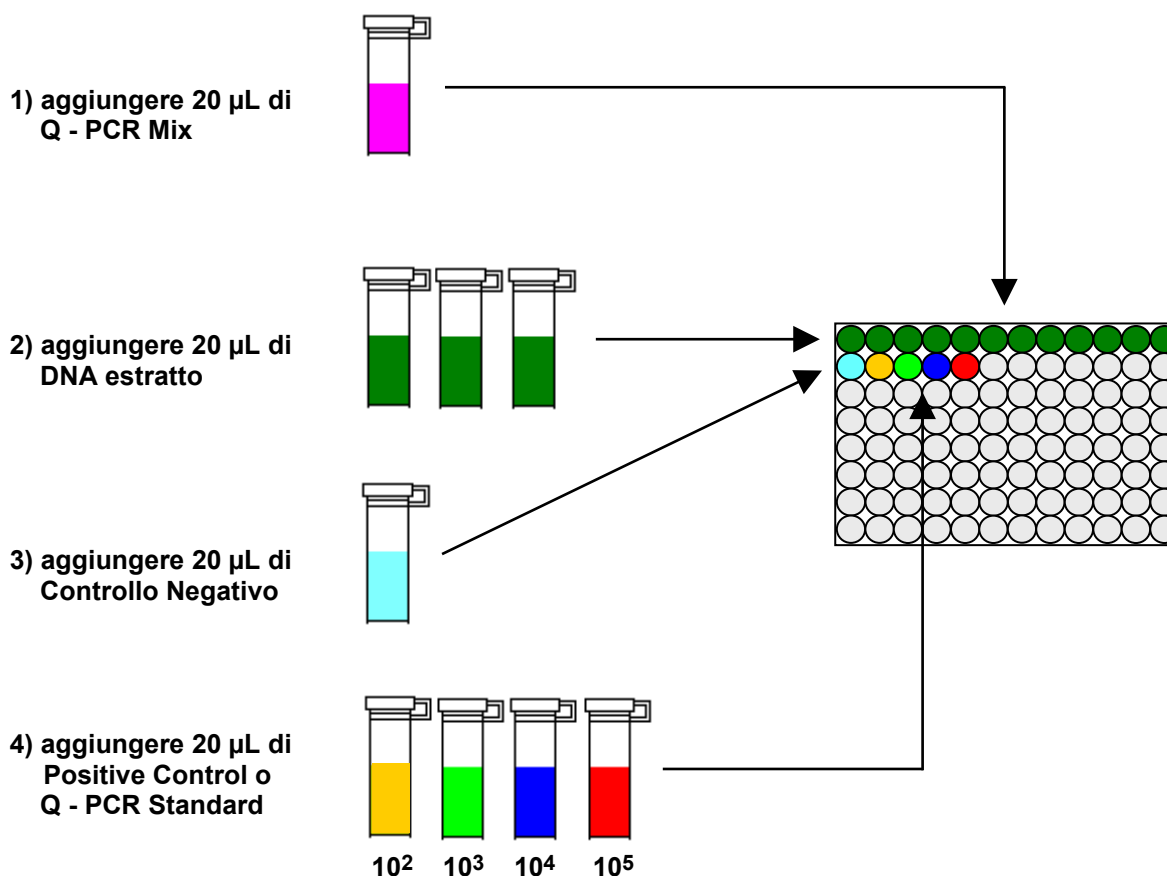 1) aggiungere 20 µL di
Q - PCR Mix
2) aggiungere 20 µL di
DNA estratto
3) aggiungere 20 µL di
Controllo Negativo
4) aggiungere 20 µL di
Positive Control o
Q - PCR Standard
10² 10³ 10⁴ 10⁵